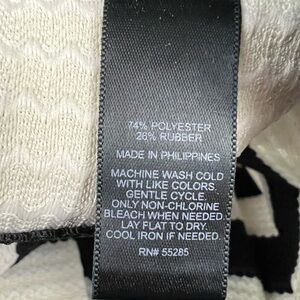 74% POLYESTER
26% RUBBER
MADE IN PHILIPPINES
MACHINE WASH COLD
WITH LIKE COLORS.
GENTLE CYCLE.
ONLY NON-CHLORINE
BLEACH WHEN NEEDED.
LAY FLAT TO DRY.
COOL IRON IF NEEDED.
RN# 55285